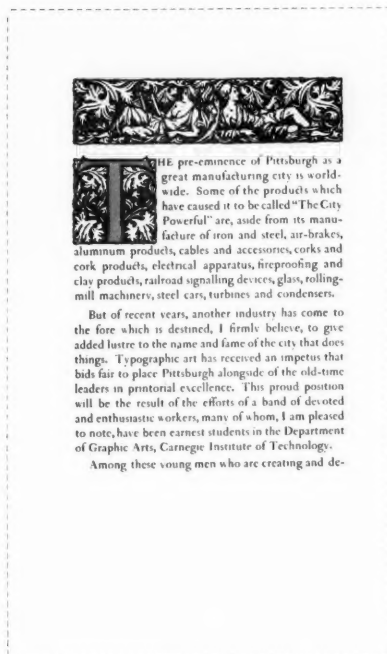 THE pre-eminence of Pittsburgh as a
great manufacturing city is world-
wide. Some of the products which
have caused it to be called "The City
Powerful" are, aside from its manu-
facture of iron and steel, air-brakes,
aluminum products, cables and accessories, corks and
cork products, electrical apparatus, fireproofing and
clay products, railroad signalling devices, glass, rolling-
mill machinery, steel cars, turbines and condensers.
But of recent years, another industry has come to
the fore which is destined, I firmly believe, to give
added lustre to the name and fame of the city that does
things. Typographic art has received an impetus that
bids fair to place Pittsburgh alongside of the old-time
leaders in printorial excellence. This proud position
will be the result of the efforts of a band of devoted
and enthusiastic workers, many of whom, I am pleased
to note, have been earnest students in the Department
of Graphic Arts, Carnegie Institute of Technology.
Among these young men who are creating and de-